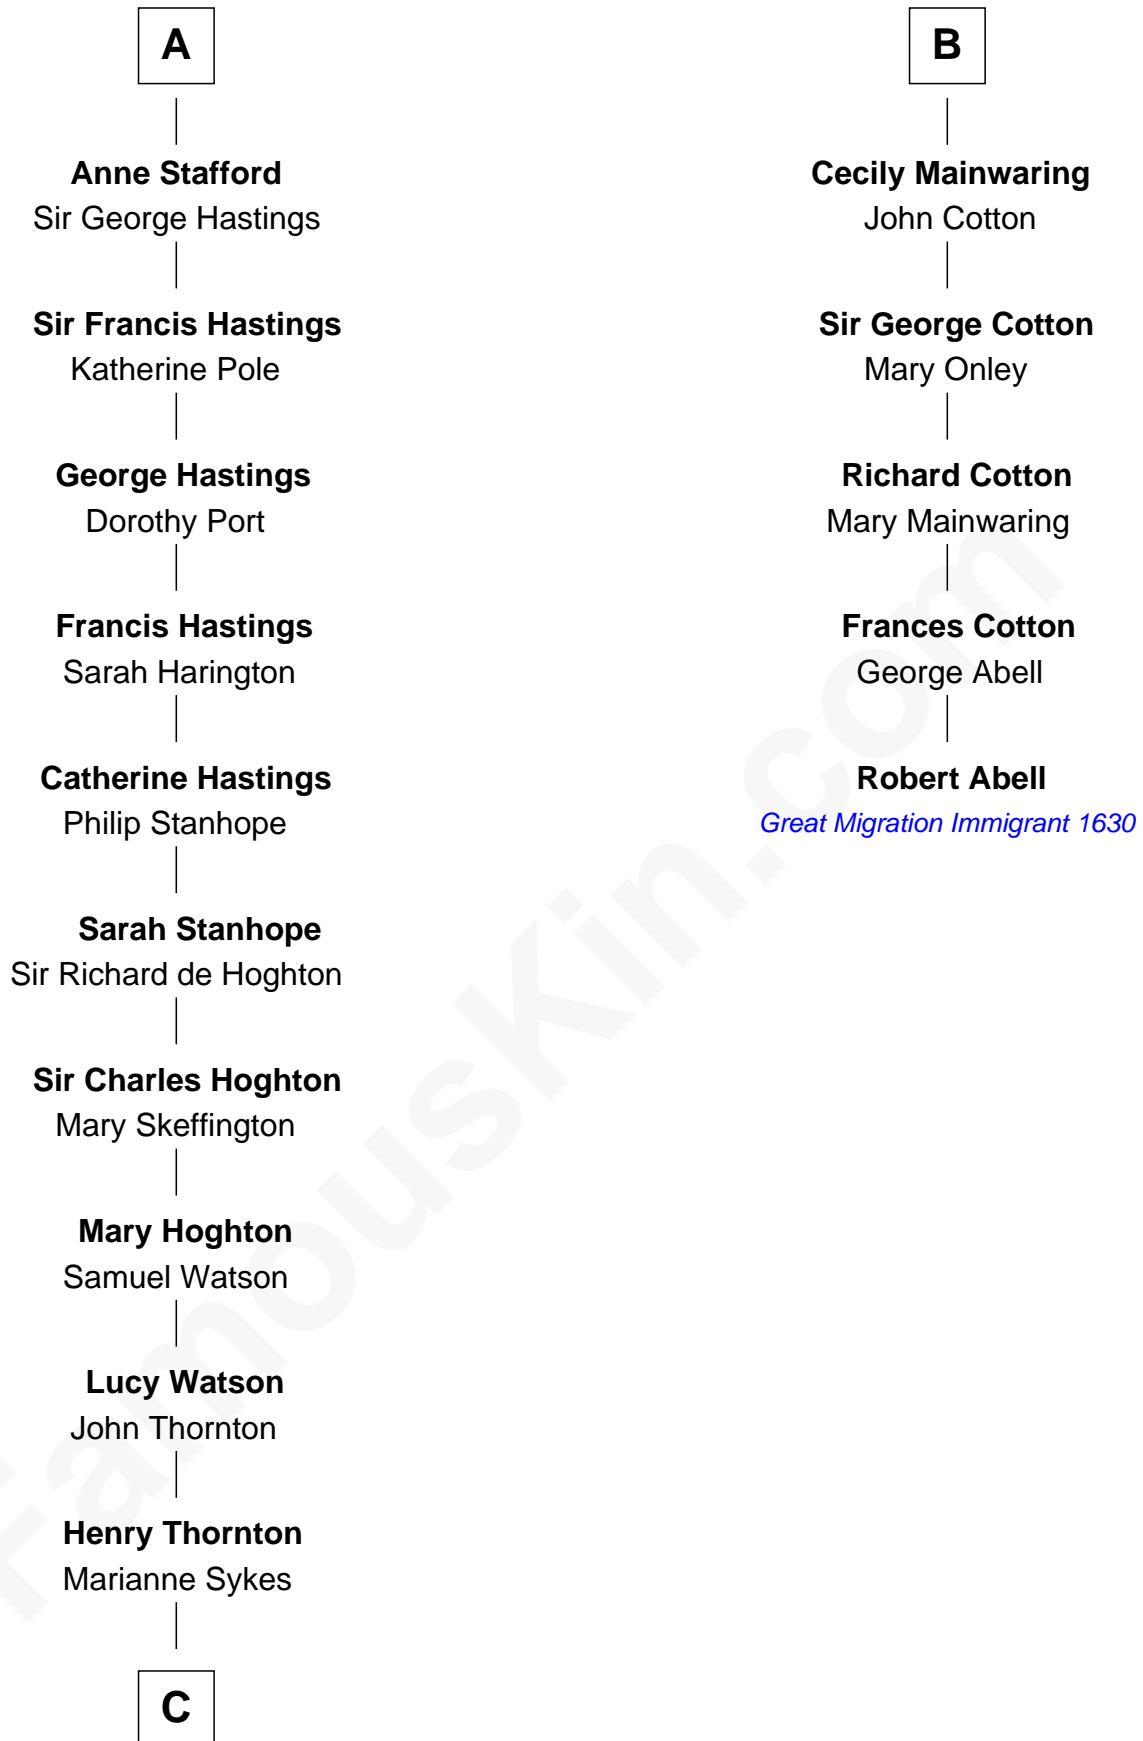 A
Anne Stafford
Sir George Hastings
Sir Francis Hastings
Katherine Pole
George Hastings
Dorothy Port
Francis Hastings
Sarah Harington
Catherine Hastings
Philip Stanhope
Sarah Stanhope
Sir Richard de Hoghton
Sir Charles Hoghton
Mary Skeffington
Mary Hoghton
Samuel Watson
Lucy Watson
John Thornton
Henry Thornton
Marianne Sykes
C
B
Cecily Mainwaring
John Cotton
Sir George Cotton
Mary Onley
Richard Cotton
Mary Mainwaring
Frances Cotton
George Abell
Robert Abell
Great Migration Immigrant 1630
FamousKin.com